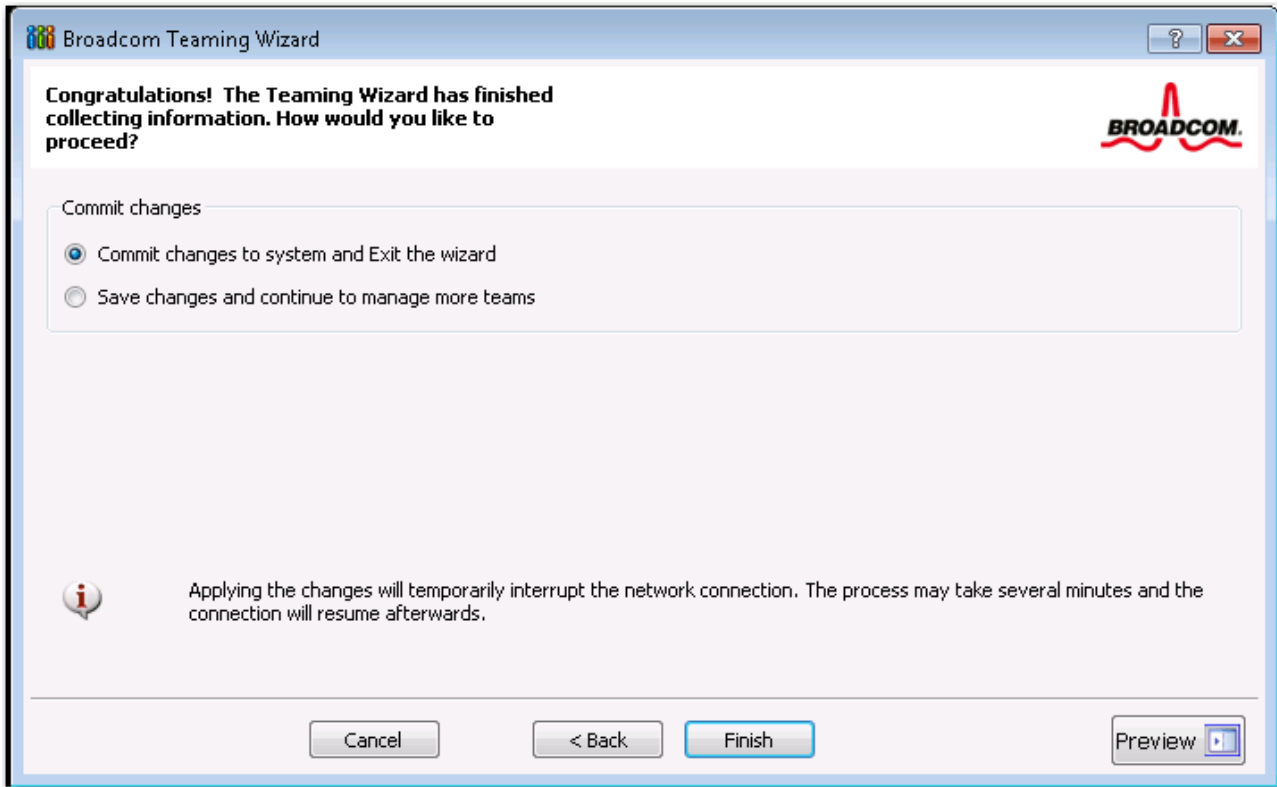 Broadcom Teaming Wizard
?
Congratulations! The Teaming Wizard has finished
collecting information. How would you like to
proceed?
BROADCOM.
Commit changes
Commit changes to system and Exit the wizard
Save changes and continue to manage more teams
Applying the changes will temporarily interrupt the network connection. The process may take several minutes and the
connection will resume afterwards.
Cancel
< Back
Finish
Preview